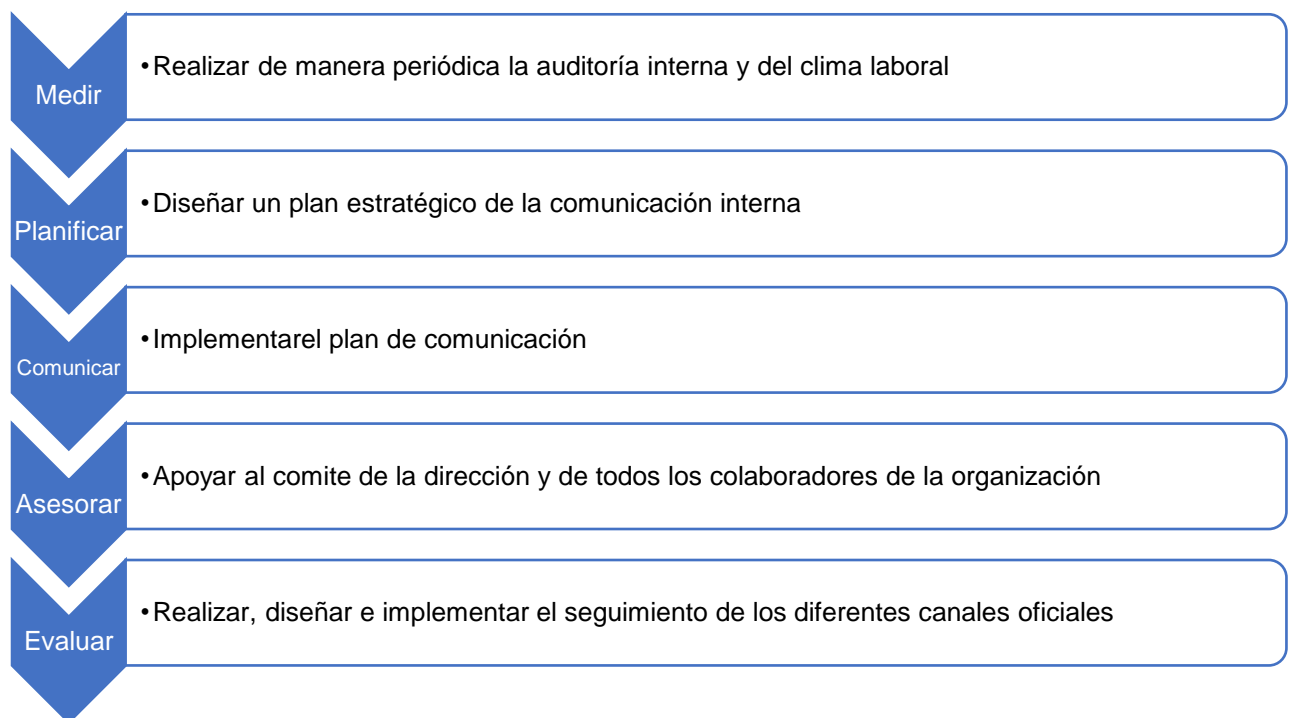 Medir
•Realizar de manera periódica la auditoría interna y del clima laboral
Planificar
•Diseñar un plan estratégico de la comunicación interna
Comunicar
•Implementarel plan de comunicación
Asesorar
•Apoyar al comite de la dirección y de todos los colaboradores de la organización
Evaluar
•Realizar, diseñar e implementar el seguimiento de los diferentes canales oficiales